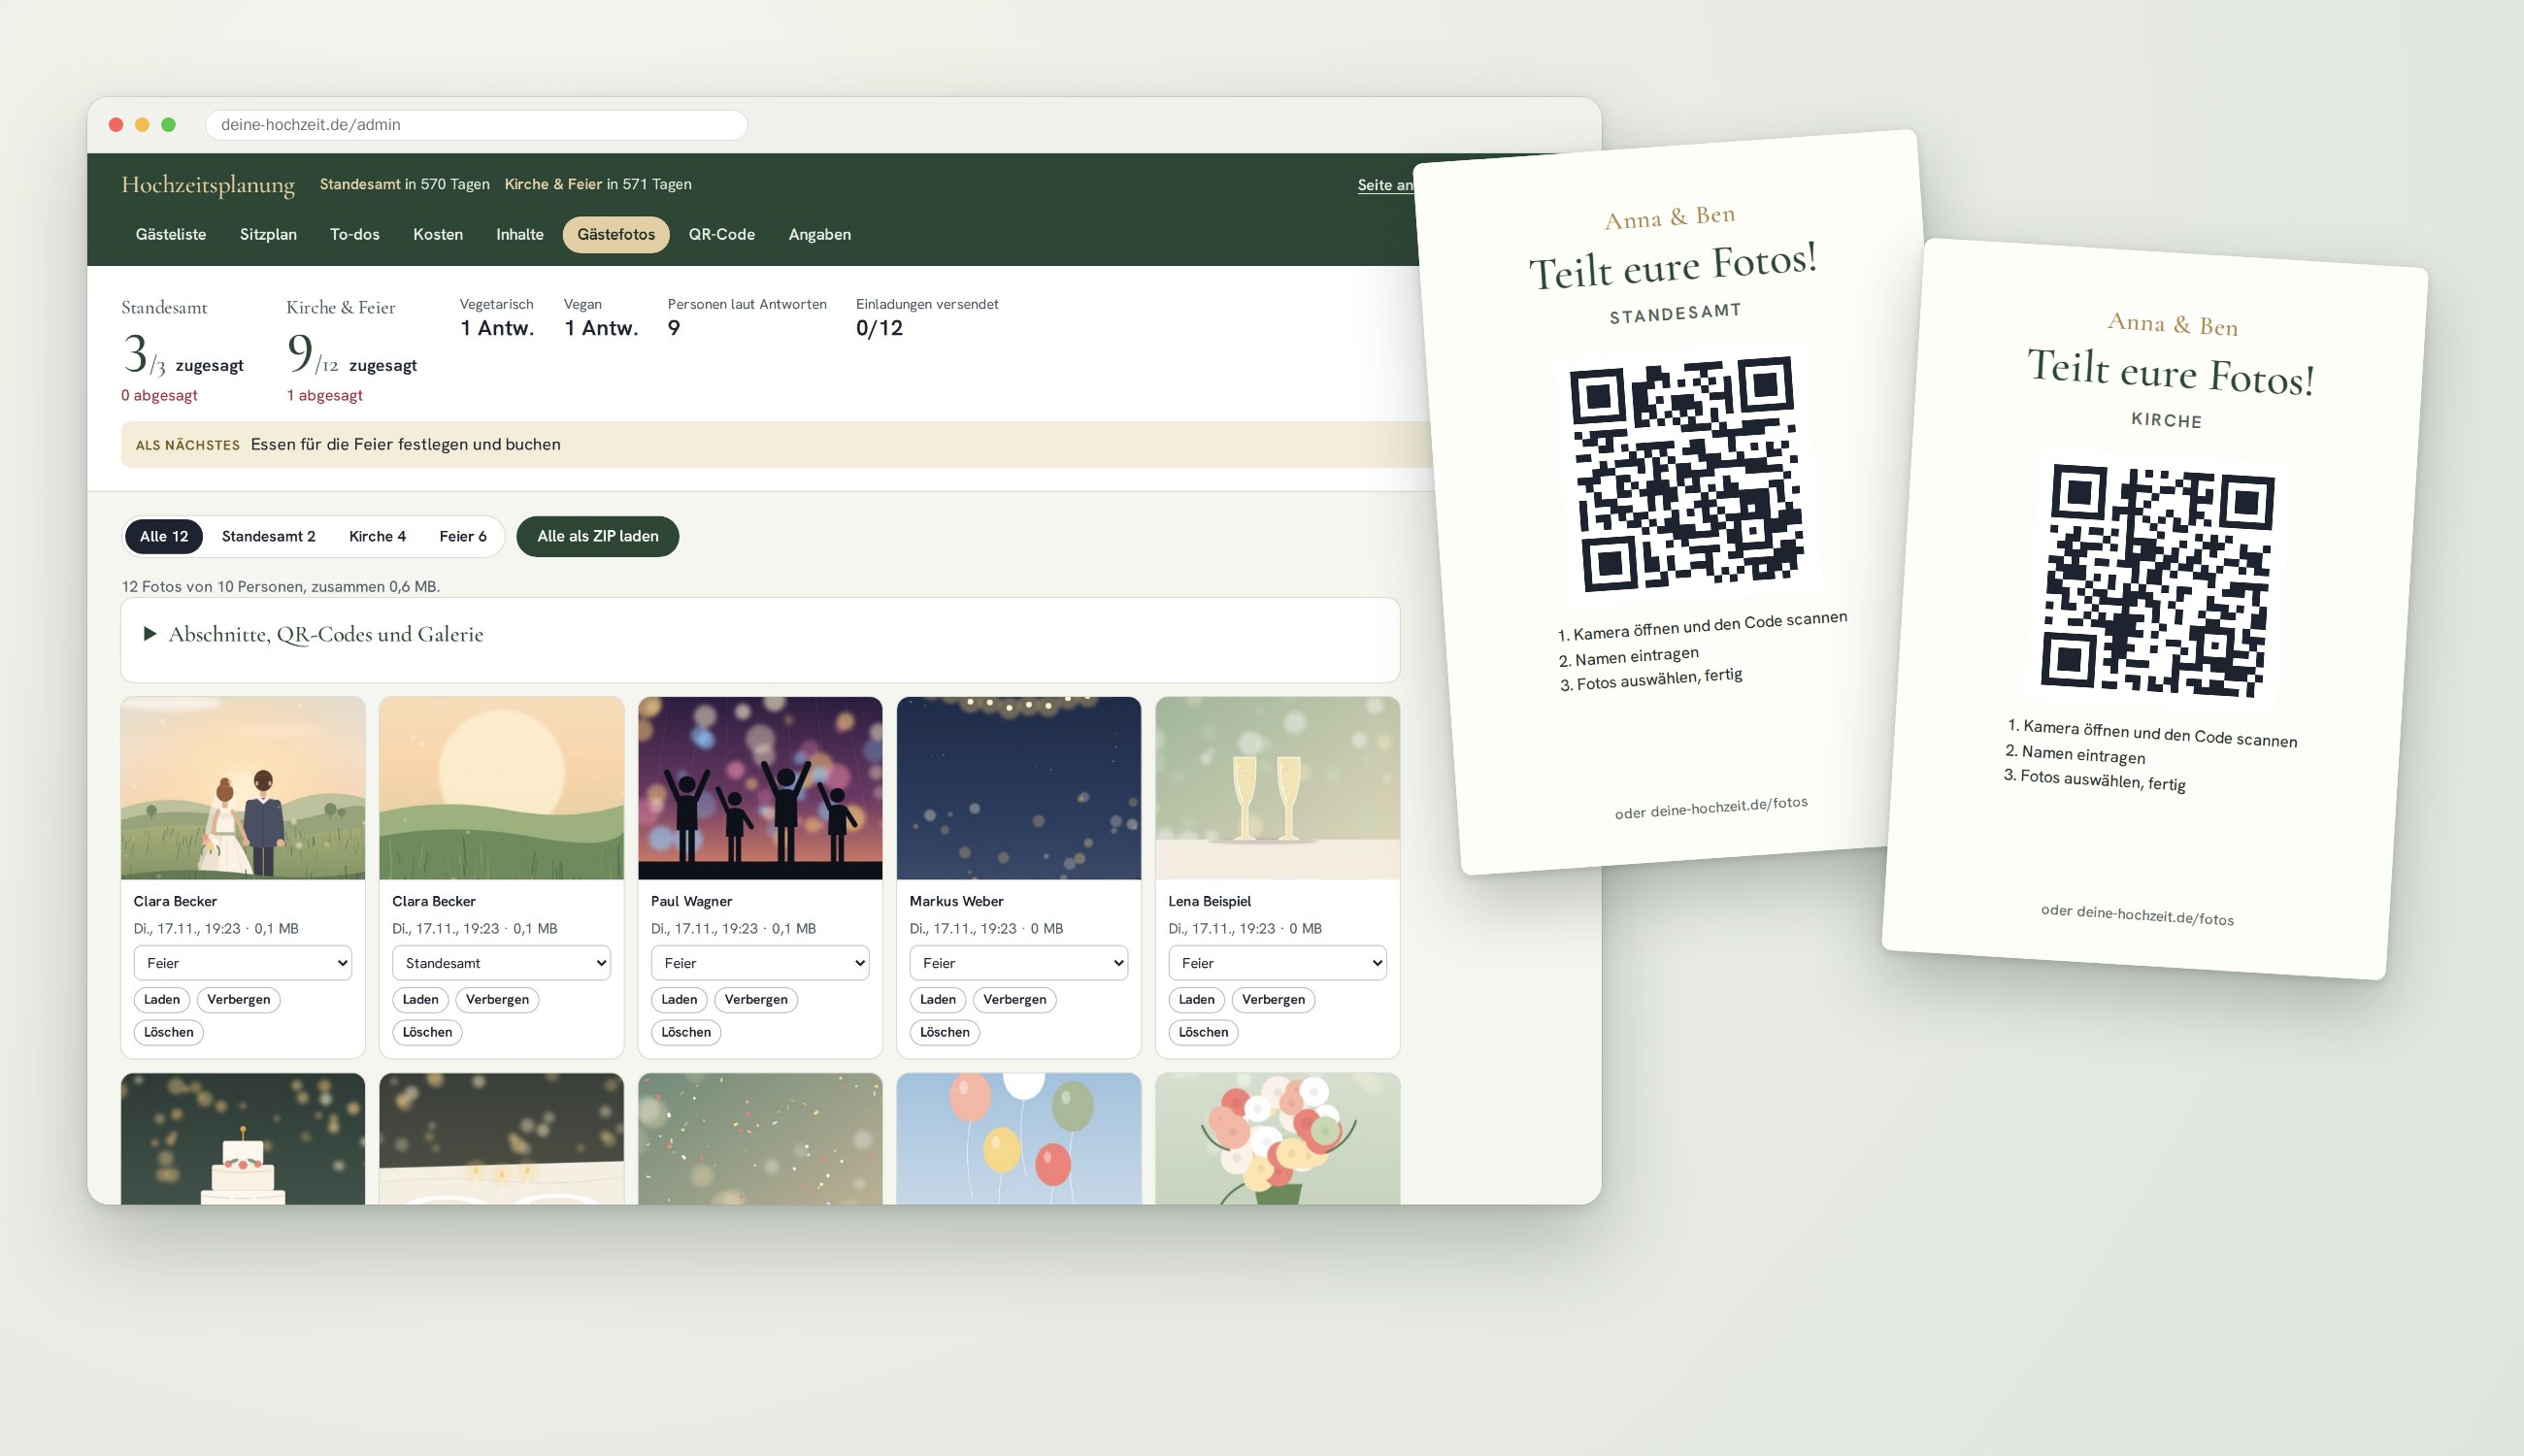 deine-hochzeit.de/admin
Hochzeitsplanung Standesamt in 570 Tagen Kirche & Feier in 571 Tagen
Seite an
Gästeliste Sitzplan To-dos Kosten Inhalte Gästefotos QR-Code Angaben
Standesamt
3/3 zugesagt
0 abgesagt
Kirche & Feier
9/12 zugesagt
1 abgesagt
Vegetarisch
1 Antw.
Vegan
1 Antw.
Personen laut Antworten
9
Einladungen versendet
0/12
ALS NÄCHSTES Essen für die Feier festlegen und buchen
Alle 12 Standesamt 2 Kirche 4 Feier 6 Alle als ZIP laden
12 Fotos von 10 Personen, zusammen 0,6 MB.
Abschnitte, QR-Codes und Galerie
Clara Becker
Di., 17.11., 19:23 · 0,1 MB
Feier
Laden Verbergen
Löschen
Clara Becker
Di., 17.11., 19:23 · 0,1 MB
Standesamt
Laden Verbergen
Löschen
Paul Wagner
Di., 17.11., 19:23 · 0,1 MB
Feier
Laden Verbergen
Löschen
Markus Weber
Di., 17.11., 19:23 · 0 MB
Feier
Laden Verbergen
Löschen
Lena Beispiel
Di., 17.11., 19:23 · 0 MB
Feier
Laden Verbergen
Löschen
Anna & Ben
Teilt eure Fotos!
STANDESAMT
1. Kamera öffnen und den Code scannen
2. Namen eintragen
3. Fotos auswählen, fertig
oder deine-hochzeit.de/fotos
Anna & Ben
Teilt eure Fotos!
KIRCHE
1. Kamera öffnen und den Code scannen
2. Namen eintragen
3. Fotos auswählen, fertig
oder deine-hochzeit.de/fotos